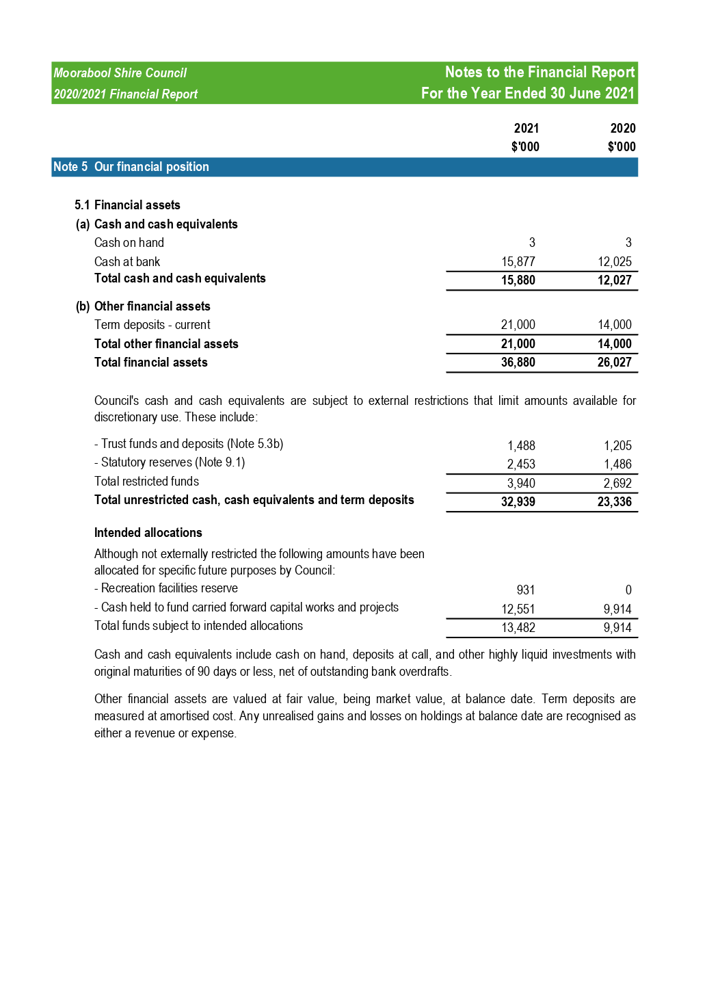 Moorabool Shire Council Notes to the Financial Report
2020/2021 Financial Report For the Year Ended 30 June 2021
2021 2020
$'000 $'000
Note 5 Our financial position
5.1 Financial assets
(a) Cash and cash equivalents
Cash on hand 3 3
Cash at bank 15,877 12,025
Total cash and cash equivalents 15,880 12,027
(b) Other financial assets
Term deposits - current 21,000 14,000
Total other financial assets 21,000 14,000
Total financial assets 36,880 26,027
Council's cash and cash equivalents are subject to external restrictions that limit amounts available for
discretionary use. These include:
- Trust funds and deposits (Note 5.3b) 1,488 1,205
- Statutory reserves (Note 9.1) 2,453 1,486
Total restricted funds 3,940 2,692
Total unrestricted cash, cash equivalents and term deposits 32,939 23,336
Intended allocations
Although not externally restricted the following amounts have been
allocated for specific future purposes by Council:
- Recreation facilities reserve 931 0
- Cash held to fund carried forward capital works and projects 12,551 9,914
Total funds subject to intended allocations 13,482 9,914
Cash and cash equivalents include cash on hand, deposits at call, and other highly liquid investments with
original maturities of 90 days or less, net of outstanding bank overdrafts.
Other financial assets are valued at fair value, being market value, at balance date. Term deposits are
measured at amortised cost. Any unrealised gains and losses on holdings at balance date are recognised as
either a revenue or expense.